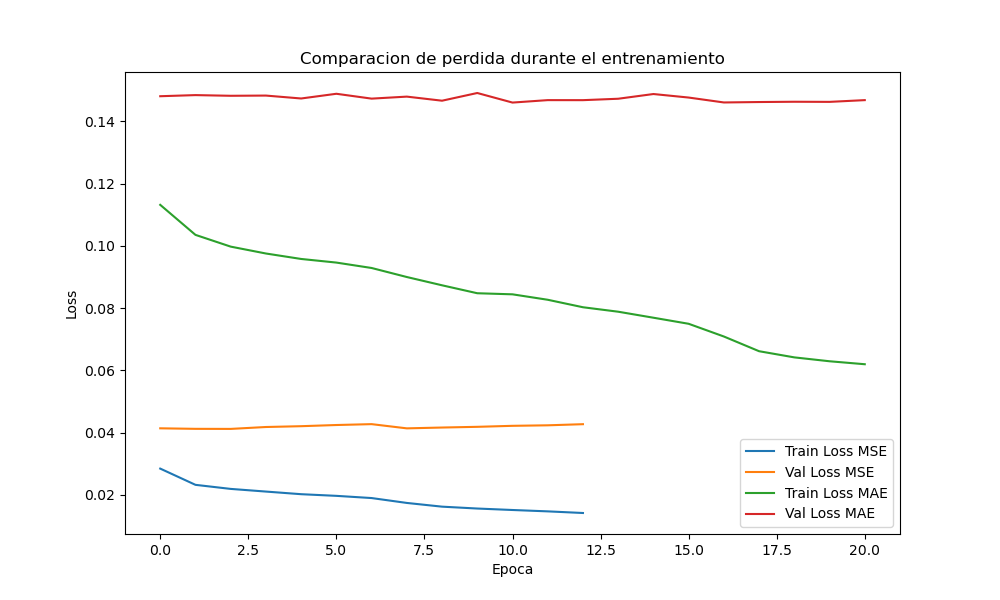 Comparacion de perdida durante el entrenamiento
Loss
0.14
0.12
0.10
0.08
0.06
0.04
0.02
Train Loss MSE
Val Loss MSE
Train Loss MAE
Val Loss MAE
0.0 2.5 5.0 7.5 10.0 12.5 15.0 17.5 20.0
Epoca